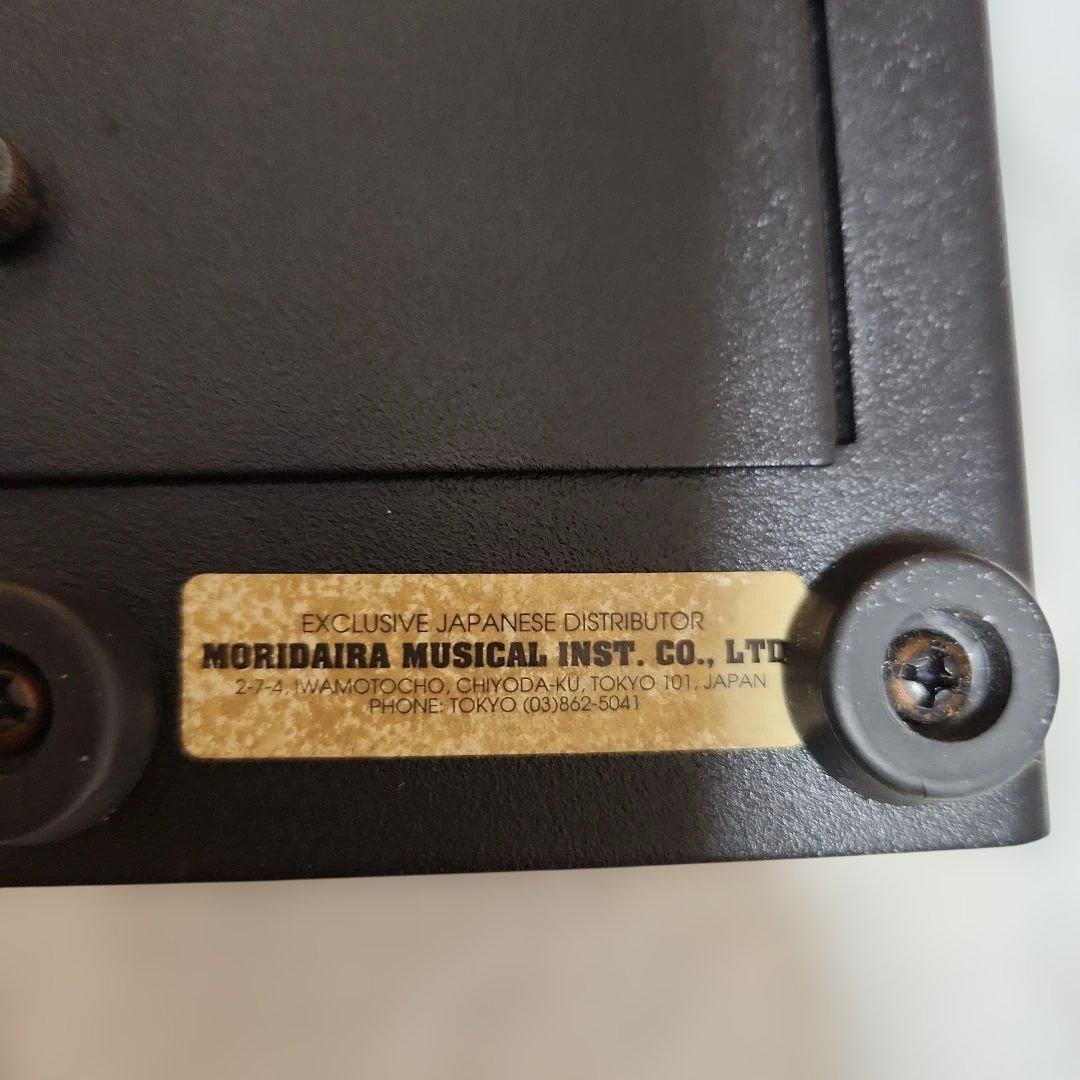 EXCLUSIVE JAPANESE DISTRIBUTOR
MORIDAIRA MUSICAL INST. CO., LTD
2-7-4, IWAMOTOCHO, CHIYODA-KU, TOKYO 101, JAPAN
PHONE: TOKYO (03)862-5041